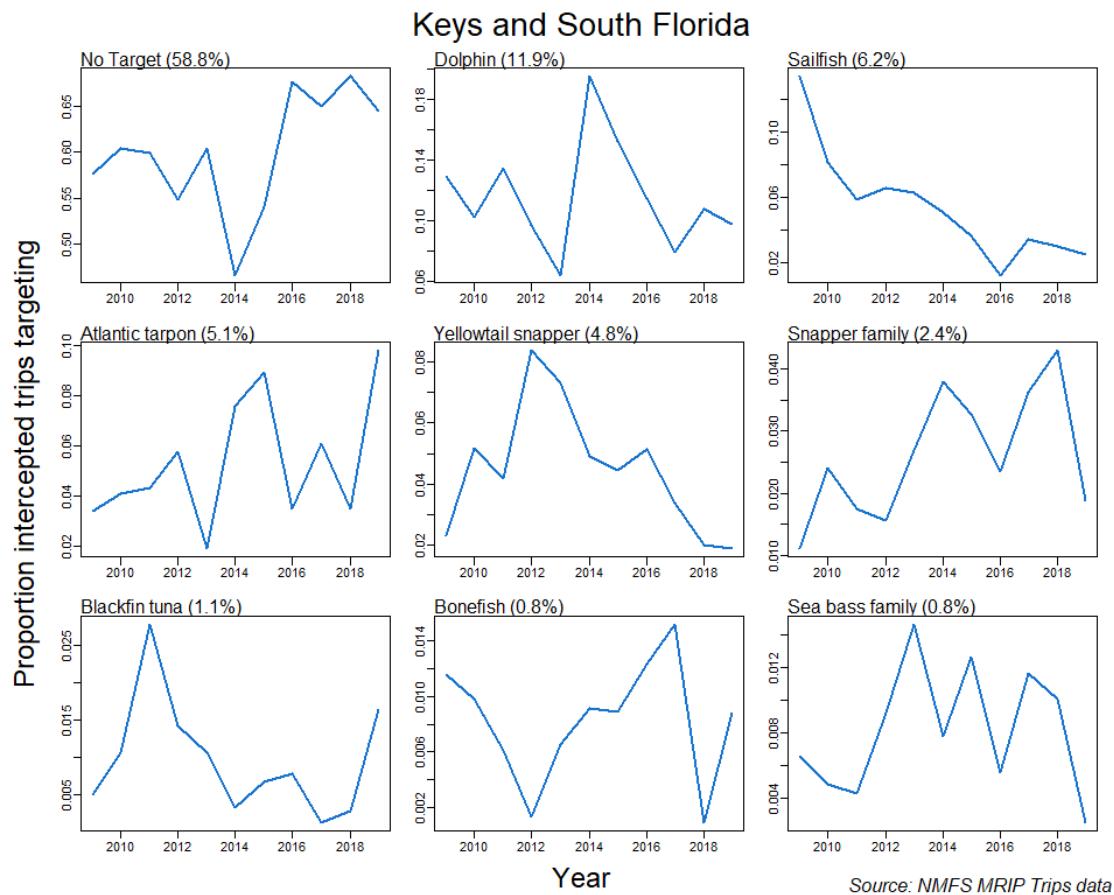 Keys and South Florida
Proportion intercepted trips targeting
No Target (58.8%)
0.65
0.60
0.55
0.50
2010 2012 2014 2016 2018
Dolphin (11.9%)
0.18
0.14
0.10
0.06
2010 2012 2014 2016 2018
Sailfish (6.2%)
0.10
0.06
0.02
2010 2012 2014 2016 2018
Atlantic tarpon (5.1%)
0.10
0.08
0.06
0.04
0.02
2010 2012 2014 2016 2018
Yellowtail snapper (4.8%)
0.08
0.06
0.04
0.02
2010 2012 2014 2016 2018
Snapper family (2.4%)
0.040
0.030
0.020
0.010
2010 2012 2014 2016 2018
Blackfin tuna (1.1%)
0.025
0.015
0.005
2010 2012 2014 2016 2018
Bonefish (0.8%)
0.014
0.010
0.006
0.002
2010 2012 2014 2016 2018
Sea bass family (0.8%)
0.012
0.008
0.004
2010 2012 2014 2016 2018
Year
Source: NMFS MRIP Trips data